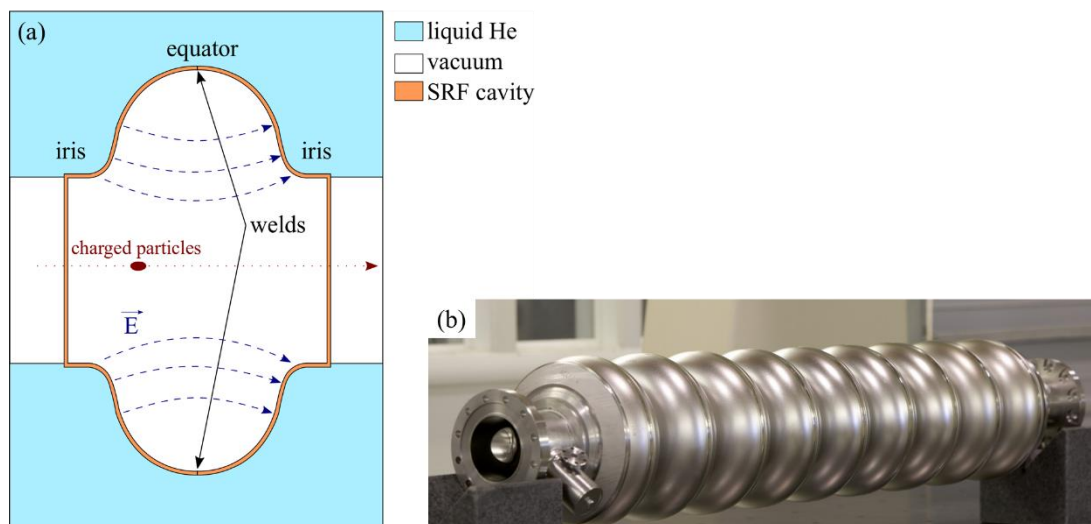 (a)
equator
liquid He
vacuum
SRF cavity
iris
iris
welds
charged particles
E
(b)